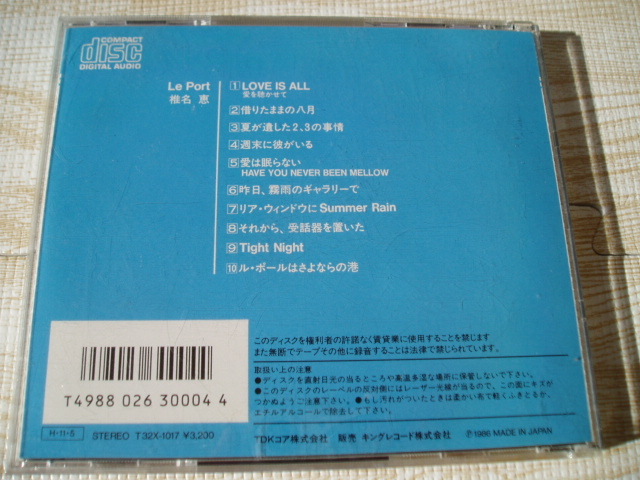 COMPACT
disc
DIGITAL AUDIO
Le Port
椎名 恵
1 LOVE IS ALL
愛を聴かせて
2 借りたままの八月
3 夏が遺した2、3の事情
4 週末に彼がいる
5 愛は眠らない
HAVE YOU NEVER BEEN MELLOW
6 昨日、霧雨のギャラリーで
7 リア・ウィンドウにSummer Rain
8 それから、受話器を置いた
9 Tight Night
10 ル・ポールはさよならの港
T4988 026 30004 4
H-11-5 STEREO T32X-1017 ¥3,230
このディスクを権利者の許諾なく賃貸業に使用することを禁じます
また無断でテープその他に録音することは法律で禁じられています。
取扱い上の注意
●ディスクを直射日光の当るところや高温多湿な場所に保管しないで下さい。
●このディスクのレーベルの反対側にはレーザー光線が当るので、この面にキズが
つかぬようご注意下さい。●もし汚れがついたときは柔かい布で軽くふきとるか、
エチルアルコールで除去して下さい。
TDKコア株式会社 販売 キングレコード株式会社 ℗1986 MADE IN JAPAN